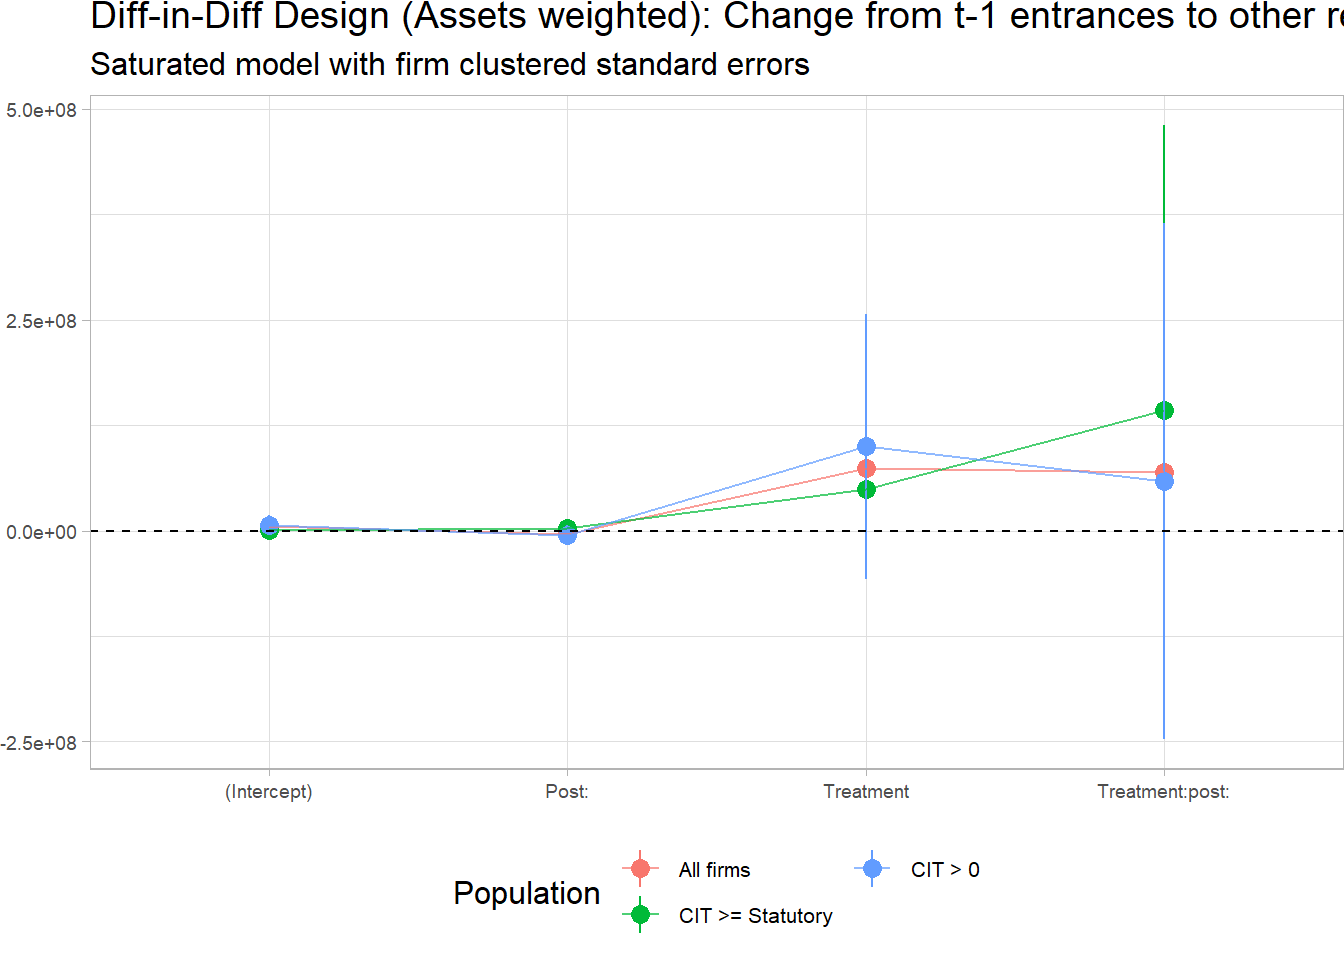 Diff-in-Diff Design (Assets weighted): Change from t-1 entrances to other
Saturated model with firm clustered standard errors
5.0e+08
2.5e+08
0.0e+00
-2.5e+08
(Intercept) Post: Treatment Treatment:post:
Population
All firms
CIT > 0
CIT >= Statutory